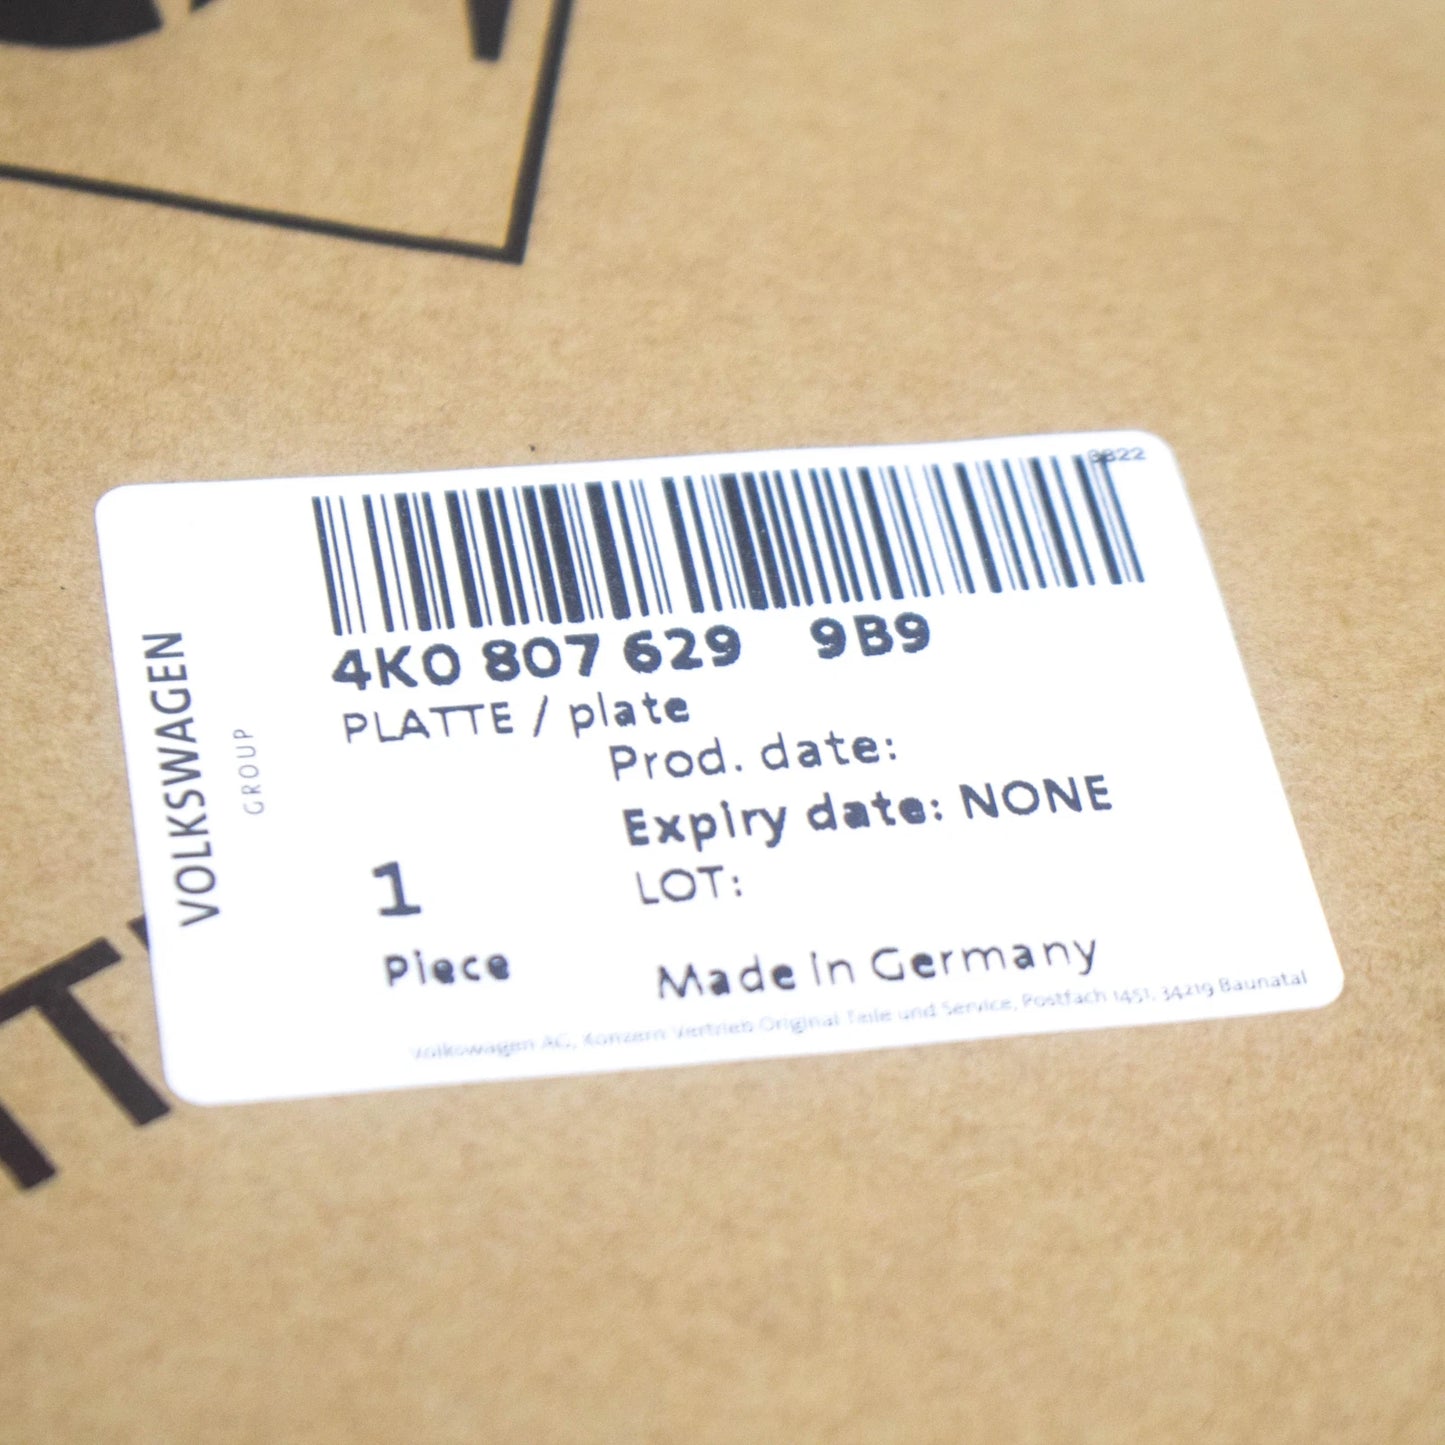 VOLKSWAGEN
GROUP
4K0 807 629 9B9
PLATTE / plate
Prod. date:
Expiry date: NONE
LOT:
1
Piece
Made in Germany
Volkswagen AG, Konzern Vertrieb Original Teile und Service, Postfach 1451, 34219 Baunatal